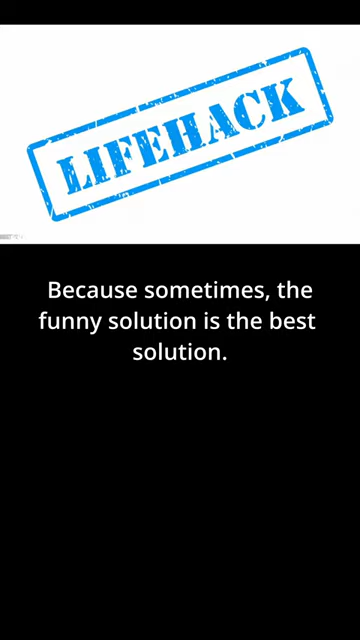 LIFEHACK
Because sometimes, the
funny solution is the best
solution.